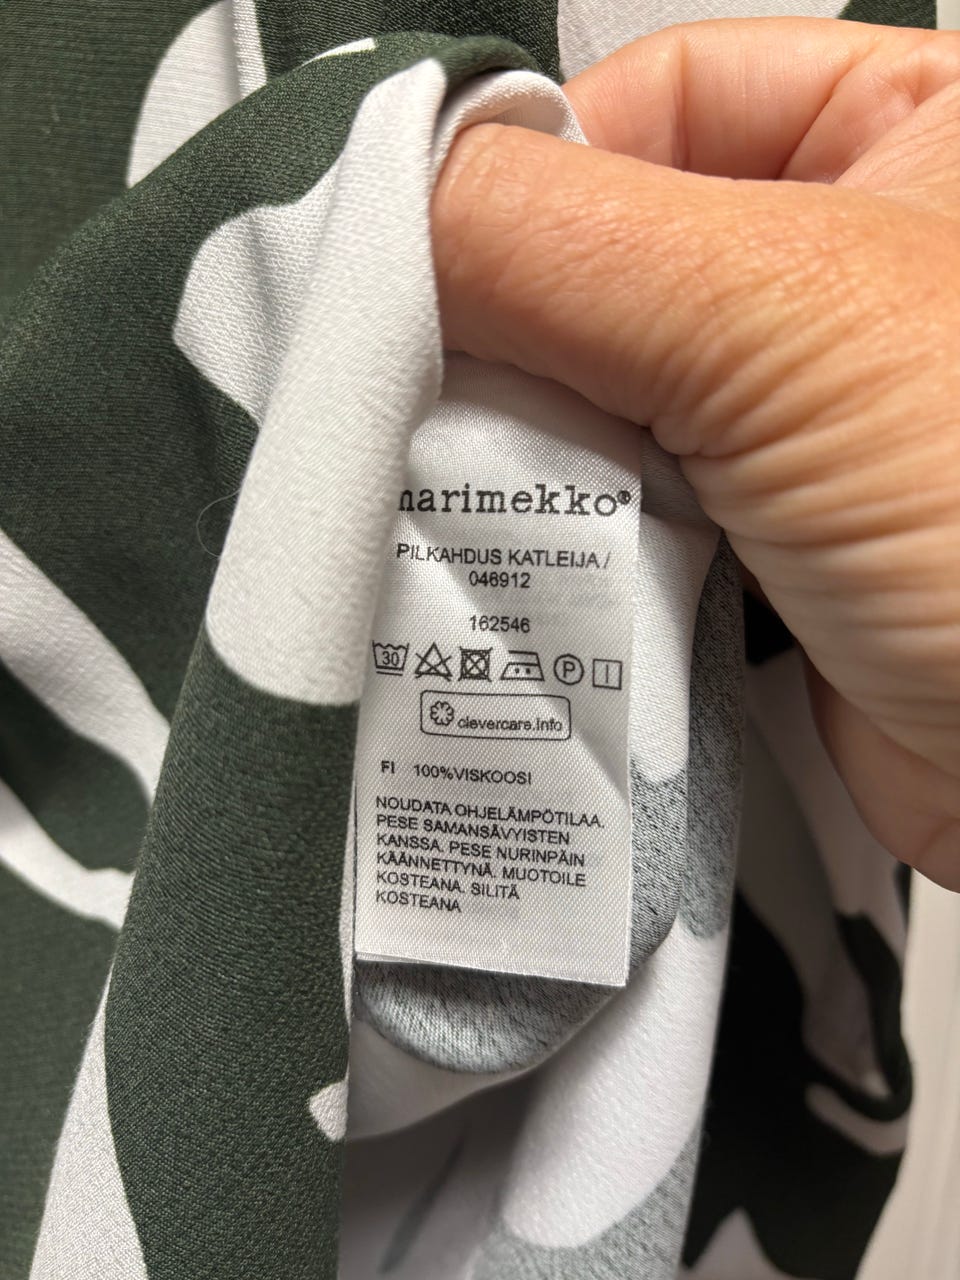 marimekko®
PILKAHDUS KATLEIJA /
046912
162546
30 P
clevercare.info
FI 100%VISKOOSI
NOUDATA OHJELÄMPÖTILAA.
PESE SAMANSÄVYISTEN
KANSSA. PESE NURINPÄIN
KÄÄNNETTYNÄ. MUOTOILE
KOSTEANA. SILITÄ
KOSTEANA